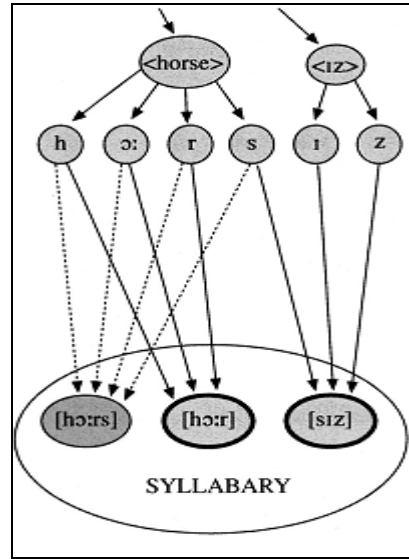 <horse> <ɪz>
h ɔː r s ɪ z
[hɔːrs] [hɔːr] [sɪz]
SYLLABARY